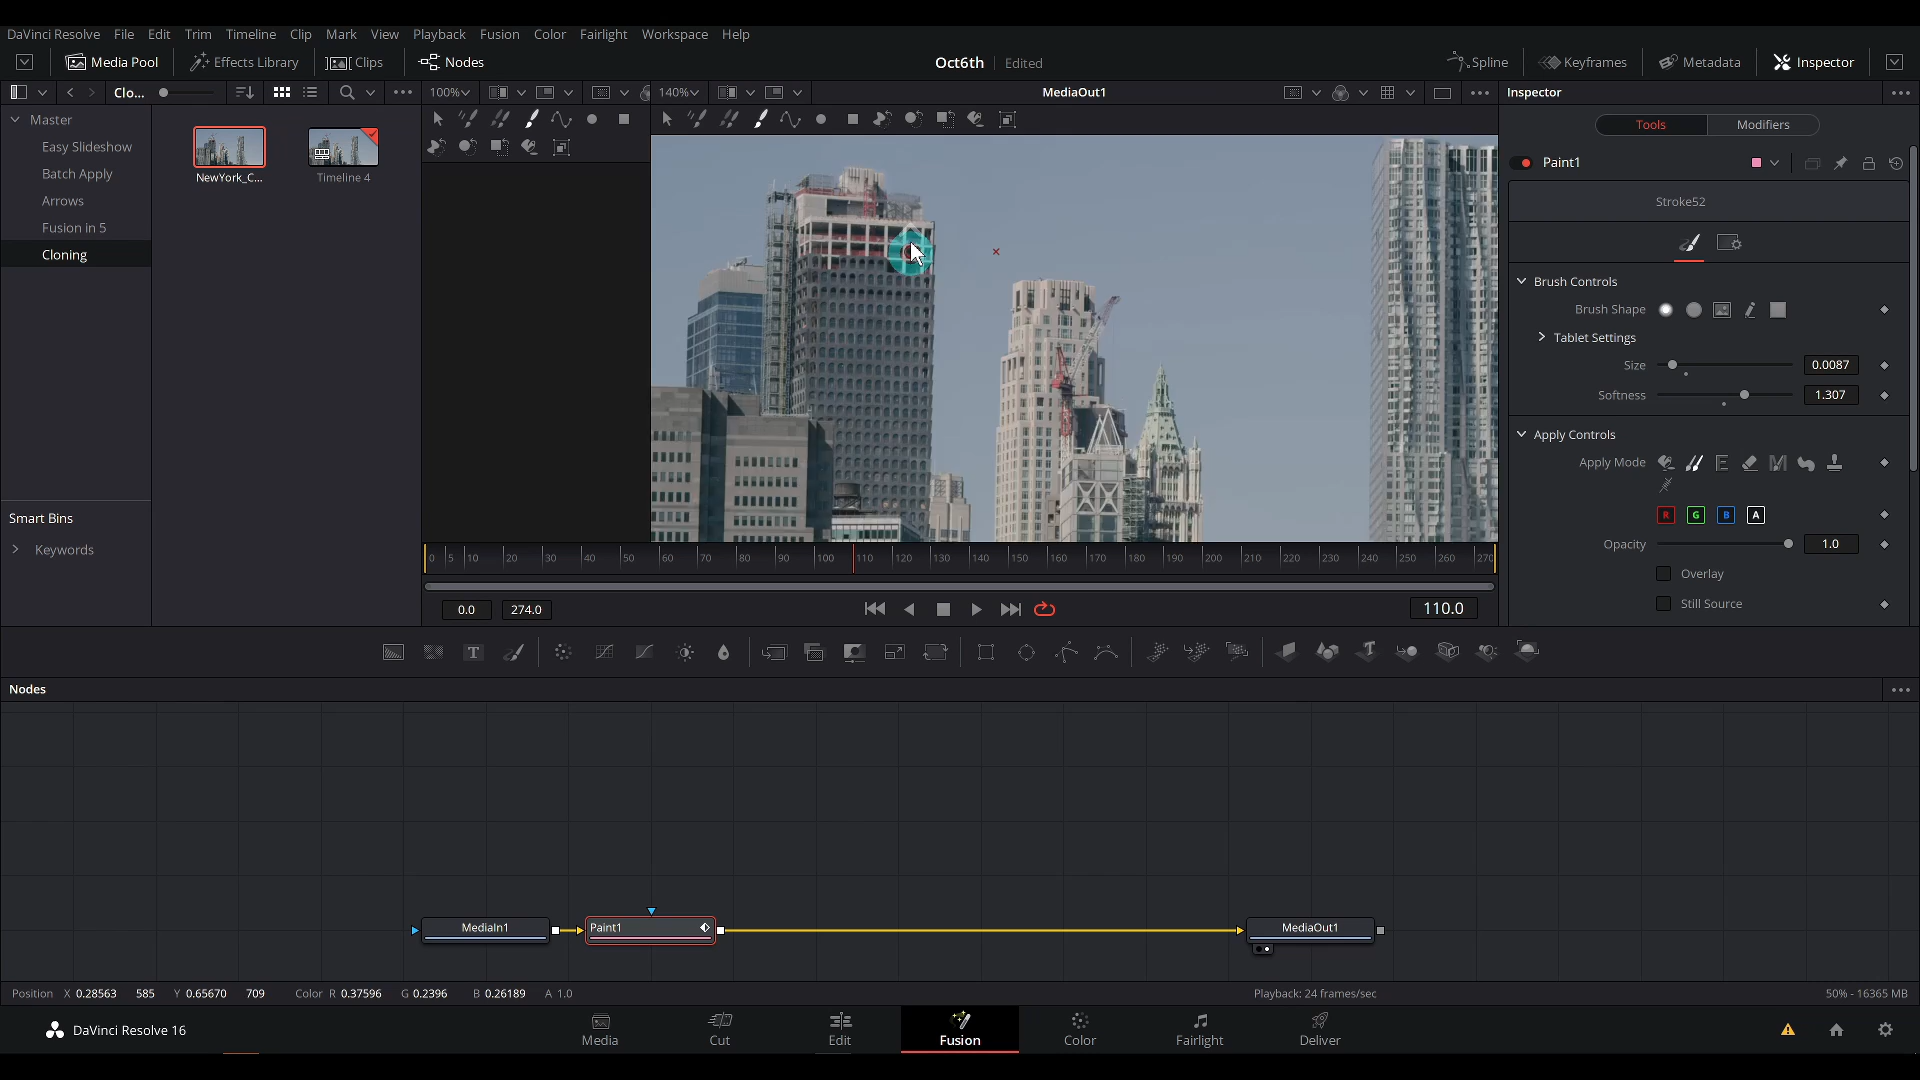 DaVinci Resolve File Edit Trim Timeline Clip Mark View Playback Fusion Color Fairlight Workspace Help
Media Pool Effects Library Clips Nodes Oct6th Edited Spline Keyframes Metadata Inspector
Clo... 100% 140% MediaOut1 Inspector
Master
Easy Slideshow
Batch Apply
Arrows
Fusion in 5
Cloning
NewYork_C... Timeline 4
Tools Modifiers
Paint1
Stroke52
Brush Controls
Brush Shape
Tablet Settings
Size 0.0087
Softness 1.307
Apply Controls
Apply Mode
R G B A
Opacity 1.0
Overlay
Still Source
Smart Bins
Keywords
0 5 10 20 30 40 50 60 70 80 90 100 110 120 130 140 150 160 170 180 190 200 210 220 230 240 250 260 270
0.0 274.0 110.0
Nodes
MediaIn1 Paint1 MediaOut1
Position X 0.28563 585 Y 0.65670 709 Color R 0.37596 G 0.2396 B 0.26189 A 1.0 Playback: 24 frames/sec 50% - 16365 MB
DaVinci Resolve 16 Media Cut Edit Fusion Color Fairlight Deliver